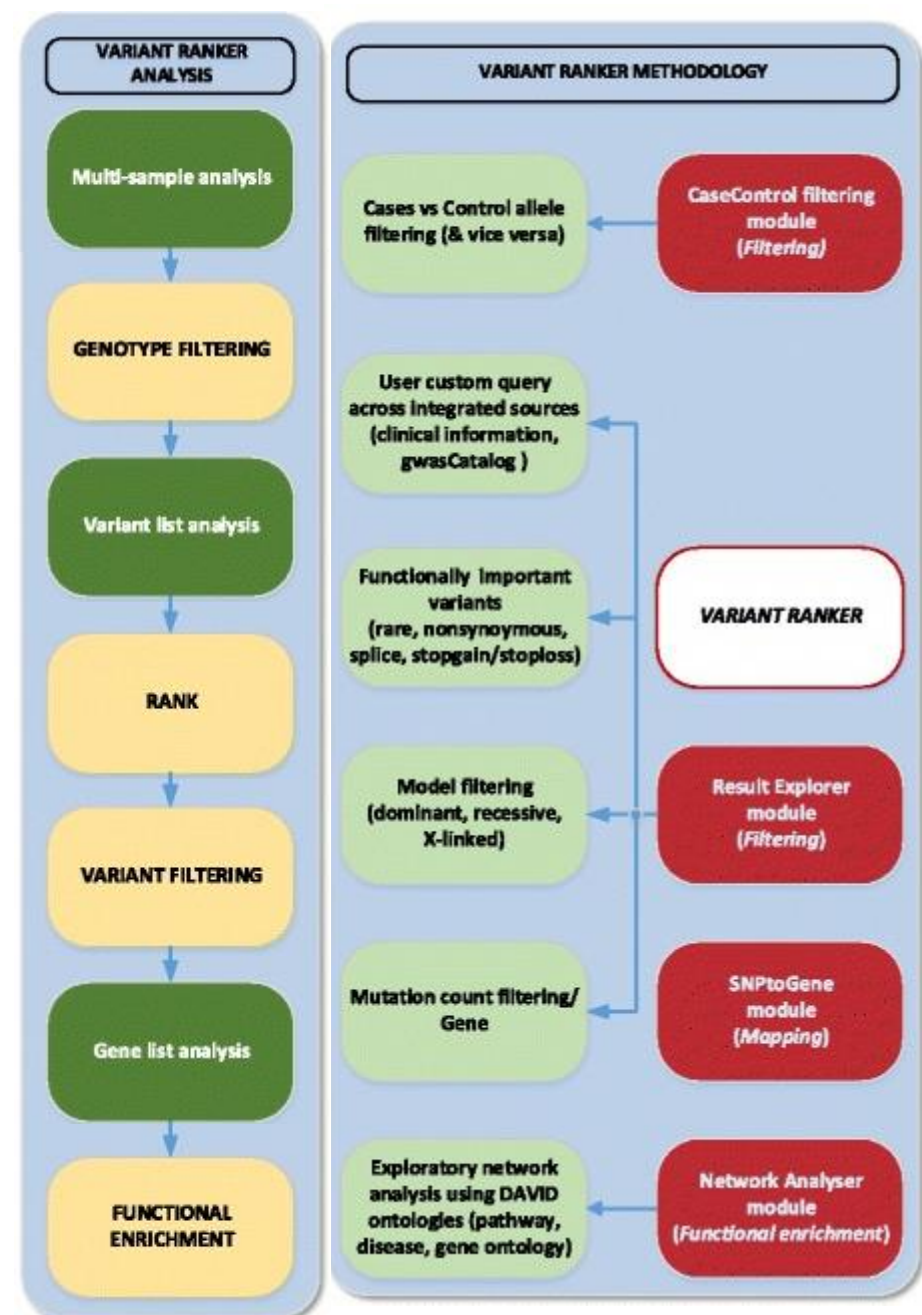 VARIANT RANKER
ANALYSIS
Multi-sample analysis
GENOTYPE FILTERING
Variant list analysis
RANK
VARIANT FILTERING
Gene list analysis
FUNCTIONAL
ENRICHMENT
VARIANT RANKER METHODOLOGY
Cases vs Control allele
filtering (& vice versa)
CaseControl filtering
module
(Filtering)
User custom query
across integrated sources
(clinical information,
gwasCatalog )
Functionally important
variants
(rare, nonsynoymous,
splice, stopgain/stoploss)
VARIANT RANKER
Model filtering
(dominant, recessive,
X-linked)
Result Explorer
module
(Filtering)
Mutation count filtering/
Gene
SNPtoGene
module
(Mapping)
Exploratory network
analysis using DAVID
ontologies (pathway,
disease, gene ontology)
Network Analyser
module
(Functional enrichment)